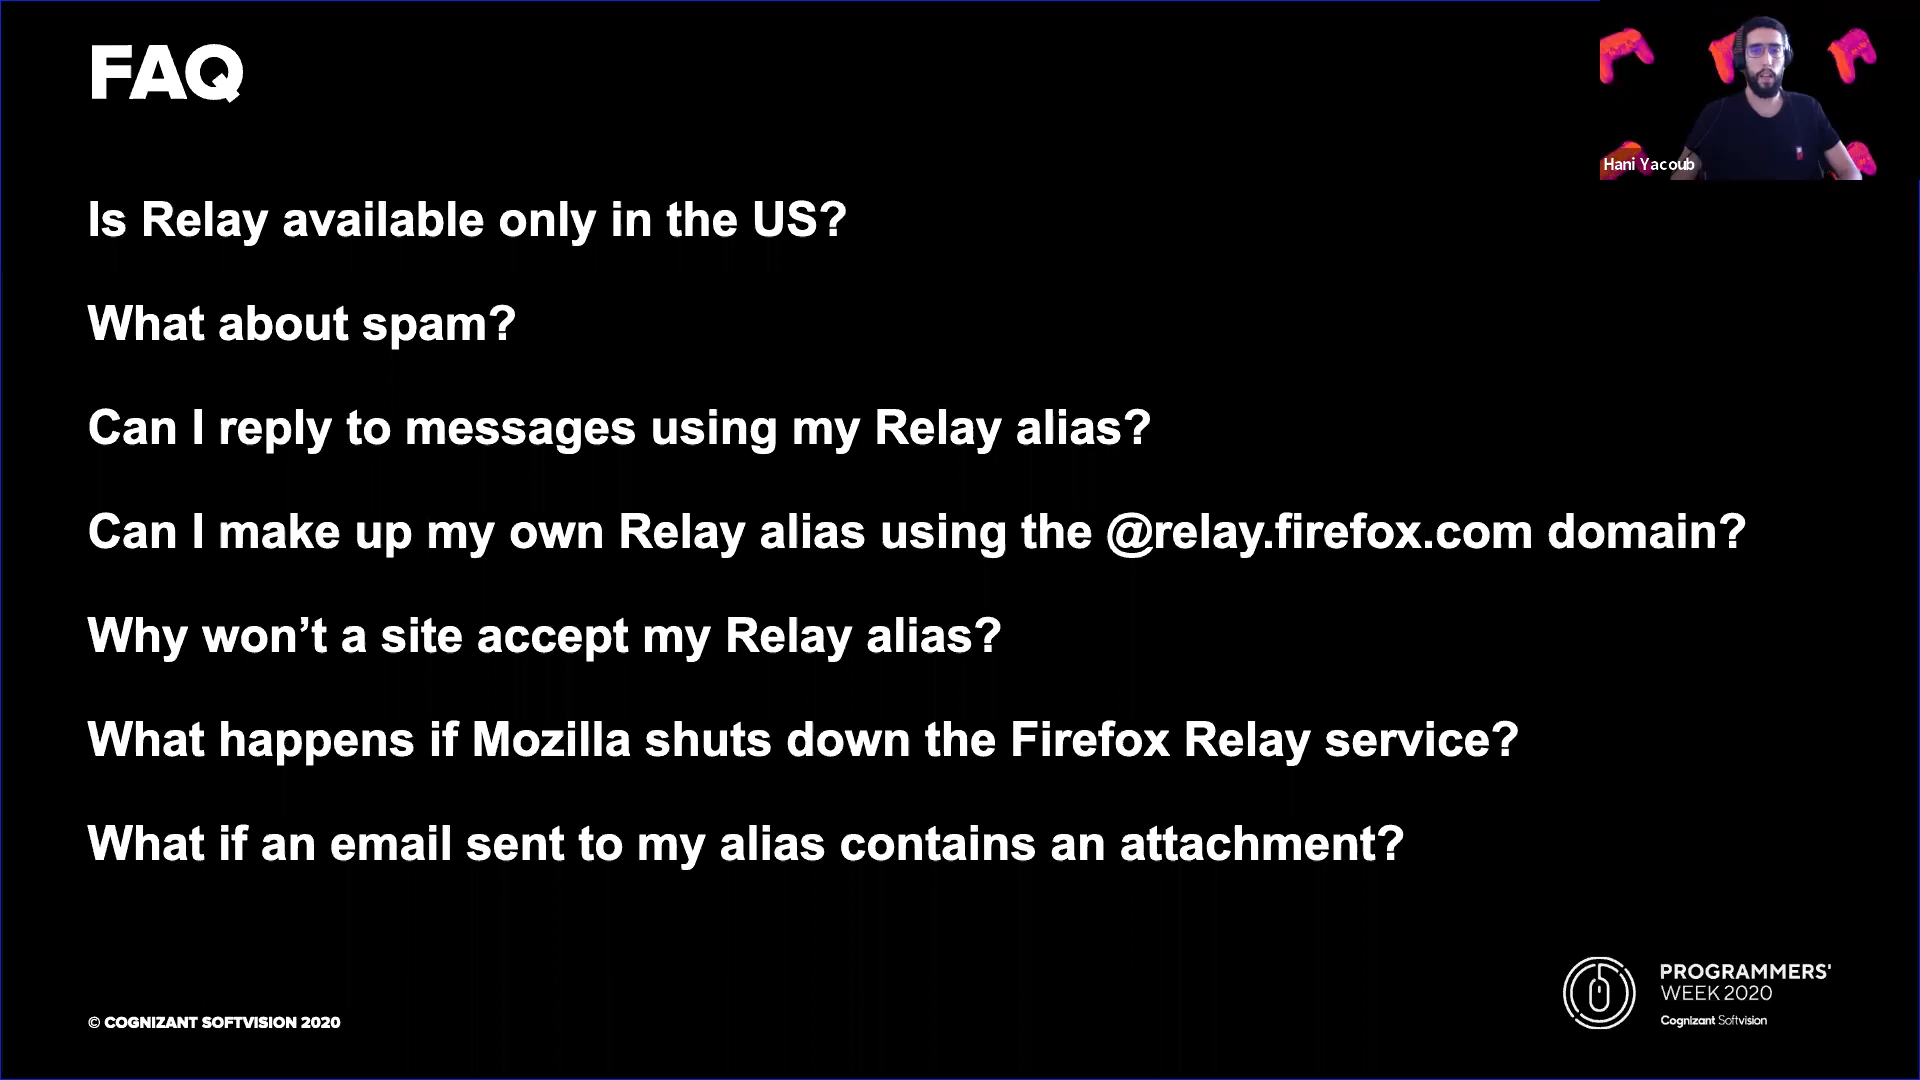 FAQ
Hani Yacoub
Is Relay available only in the US?
What about spam?
Can I reply to messages using my Relay alias?
Can I make up my own Relay alias using the @relay.firefox.com domain?
Why won’t a site accept my Relay alias?
What happens if Mozilla shuts down the Firefox Relay service?
What if an email sent to my alias contains an attachment?
© COGNIZANT SOFTVISION 2020
PROGRAMMERS'
WEEK 2020
Cognizant Softvision